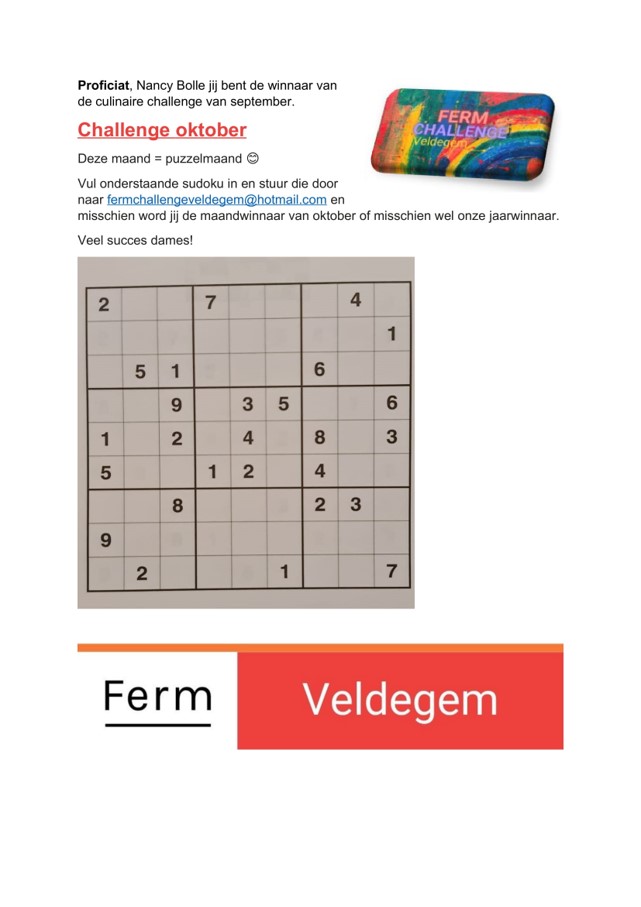 Proficiat, Nancy Bolle jij bent de winnaar van
de culinaire challenge van september.
FERM
CHALLENGE
Veldegem
Challenge oktober
Deze maand = puzzelmaand 😊
Vul onderstaande sudoku in en stuur die door
naar fermchallengeveldegem@hotmail.com en
misschien word jij de maandwinnaar van oktober of misschien wel onze jaarwinnaar.
Veel succes dames!
2 7 4
1
5 1 6
9 3 5 6
1 2 4 8 3
5 1 2 4
8 2 3
9
2 1 7
Ferm Veldegem